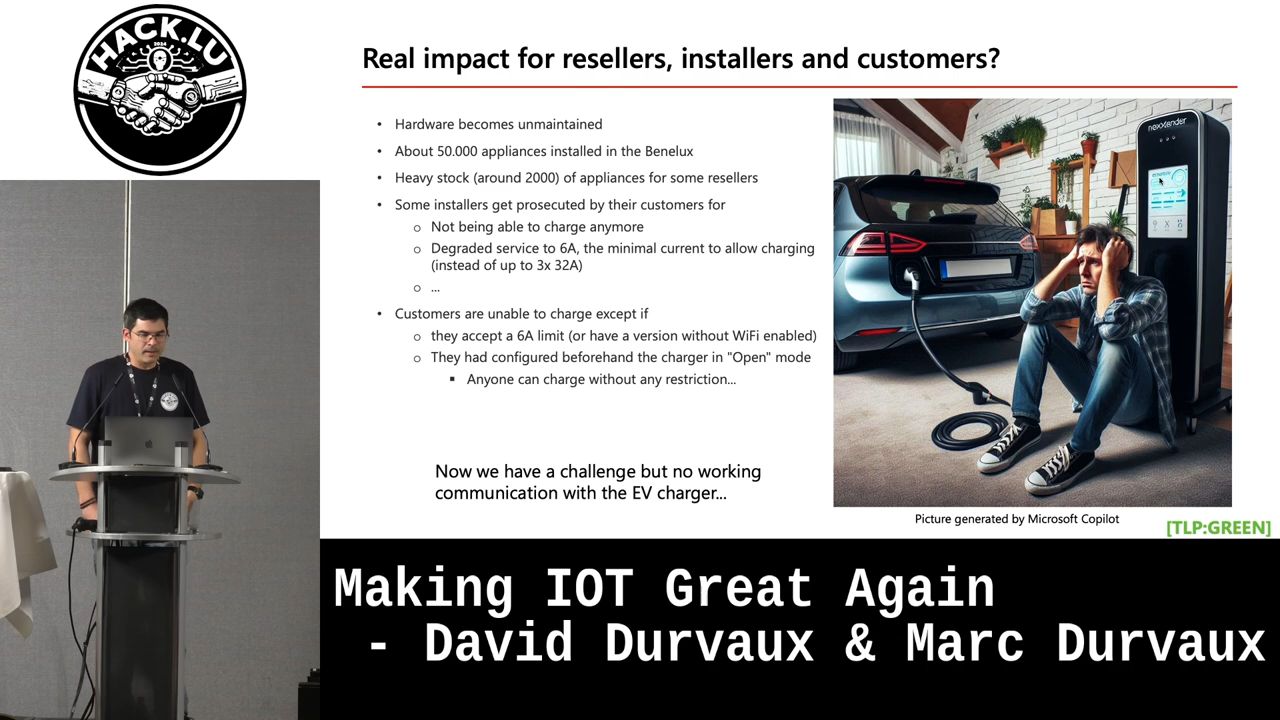 HACK.LU
2024
Real impact for resellers, installers and customers?
• Hardware becomes unmaintained
• About 50.000 appliances installed in the Benelux
• Heavy stock (around 2000) of appliances for some resellers
• Some installers get prosecuted by their customers for
o Not being able to charge anymore
o Degraded service to 6A, the minimal current to allow charging
(instead of up to 3x 32A)
o ...
• Customers are unable to charge except if
o they accept a 6A limit (or have a version without WiFi enabled)
o They had configured beforehand the charger in "Open" mode
▪ Anyone can charge without any restriction...
Now we have a challenge but no working
communication with the EV charger...
nexxtender
Picture generated by Microsoft Copilot
[TLP:GREEN]
Making IOT Great Again
- David Durvaux & Marc Durvaux